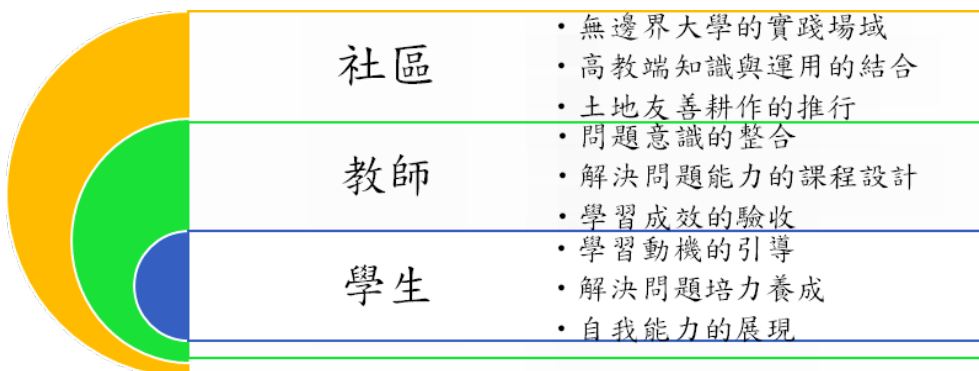 社區
• 無邊界大學的實踐場域
• 高教端知識與運用的結合
• 土地友善耕作的推行
教師
• 問題意識的整合
• 解決問題能力的課程設計
• 學習成效的驗收
學生
• 學習動機的引導
• 解決問題培力養成
• 自我能力的展現